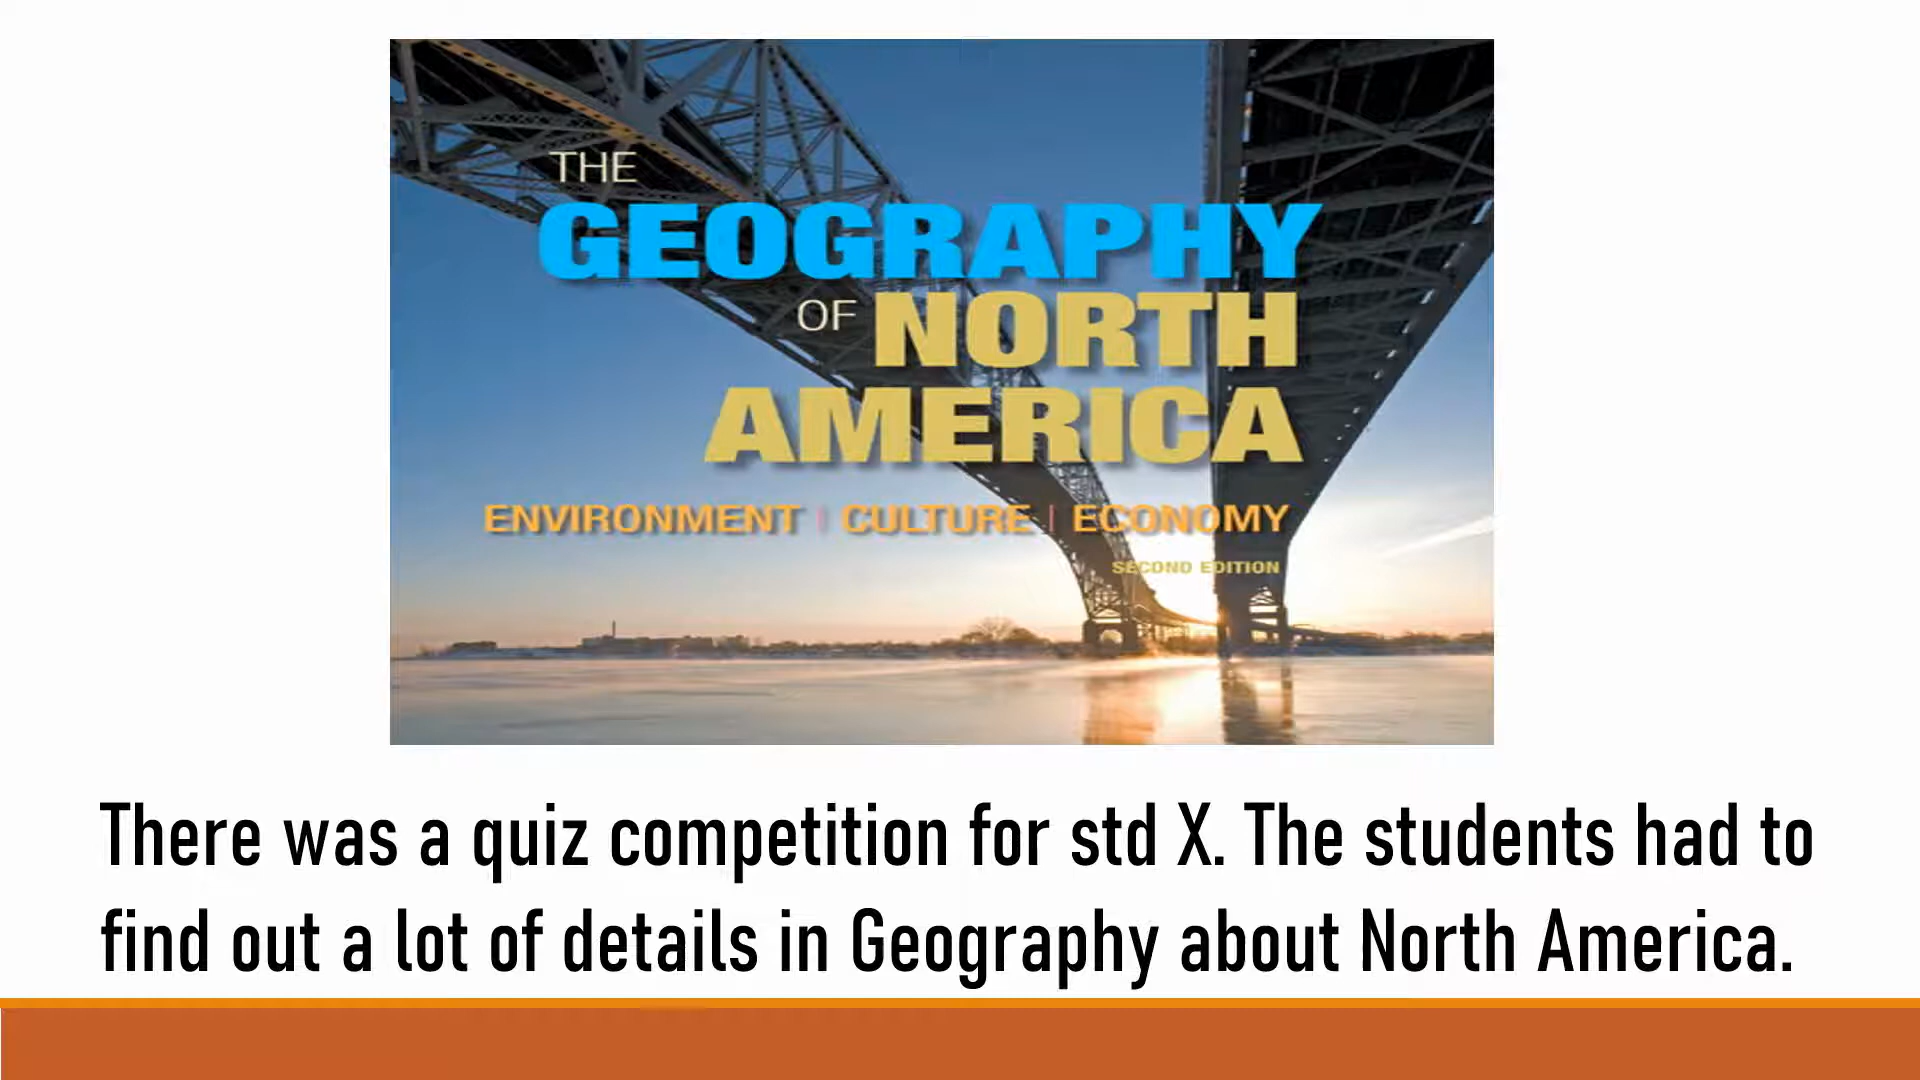 THE
GEOGRAPHY
OF NORTH
AMERICA
ENVIRONMENT | CULTURE | ECONOMY
SECOND EDITION
There was a quiz competition for std X. The students had to
find out a lot of details in Geography about North America.